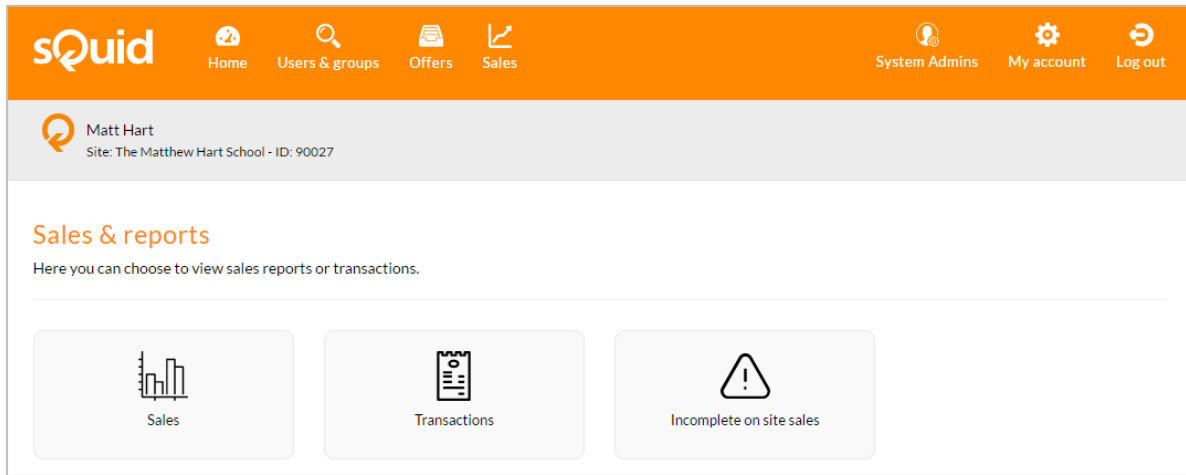 sQuid
Home Users & groups Offers Sales System Admins My account Log out
Matt Hart
Site: The Matthew Hart School - ID: 90027
Sales & reports
Here you can choose to view sales reports or transactions.
Sales Transactions Incomplete on site sales